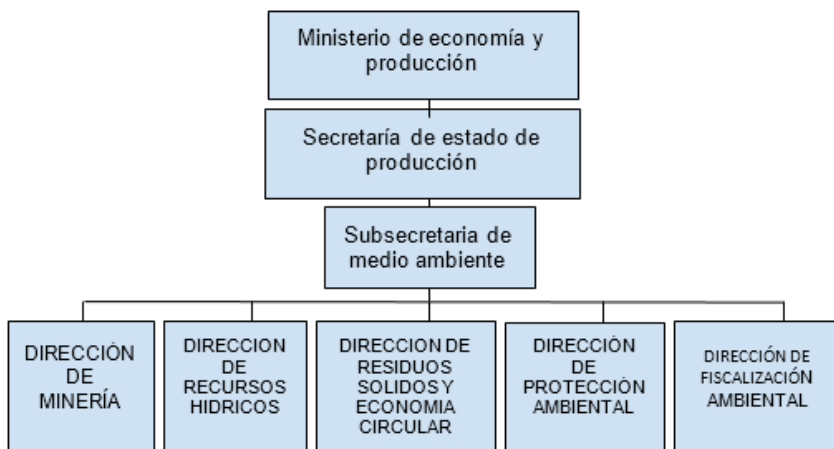 Ministerio de economía y
producción
Secretaría de estado de
producción
Subsecretaria de
medio ambiente
DIRECCIÓN
DE
MINERÍA
DIRECCION
DE
RECURSOS
HIDRICOS
DIRECCION DE
RESIDUOS
SOLIDOS Y
ECONOMIA
CIRCULAR
DIRECCIÓN
DE
PROTECCIÓN
AMBIENTAL
DIRECCIÓN DE
FISCALIZACIÓN
AMBIENTAL